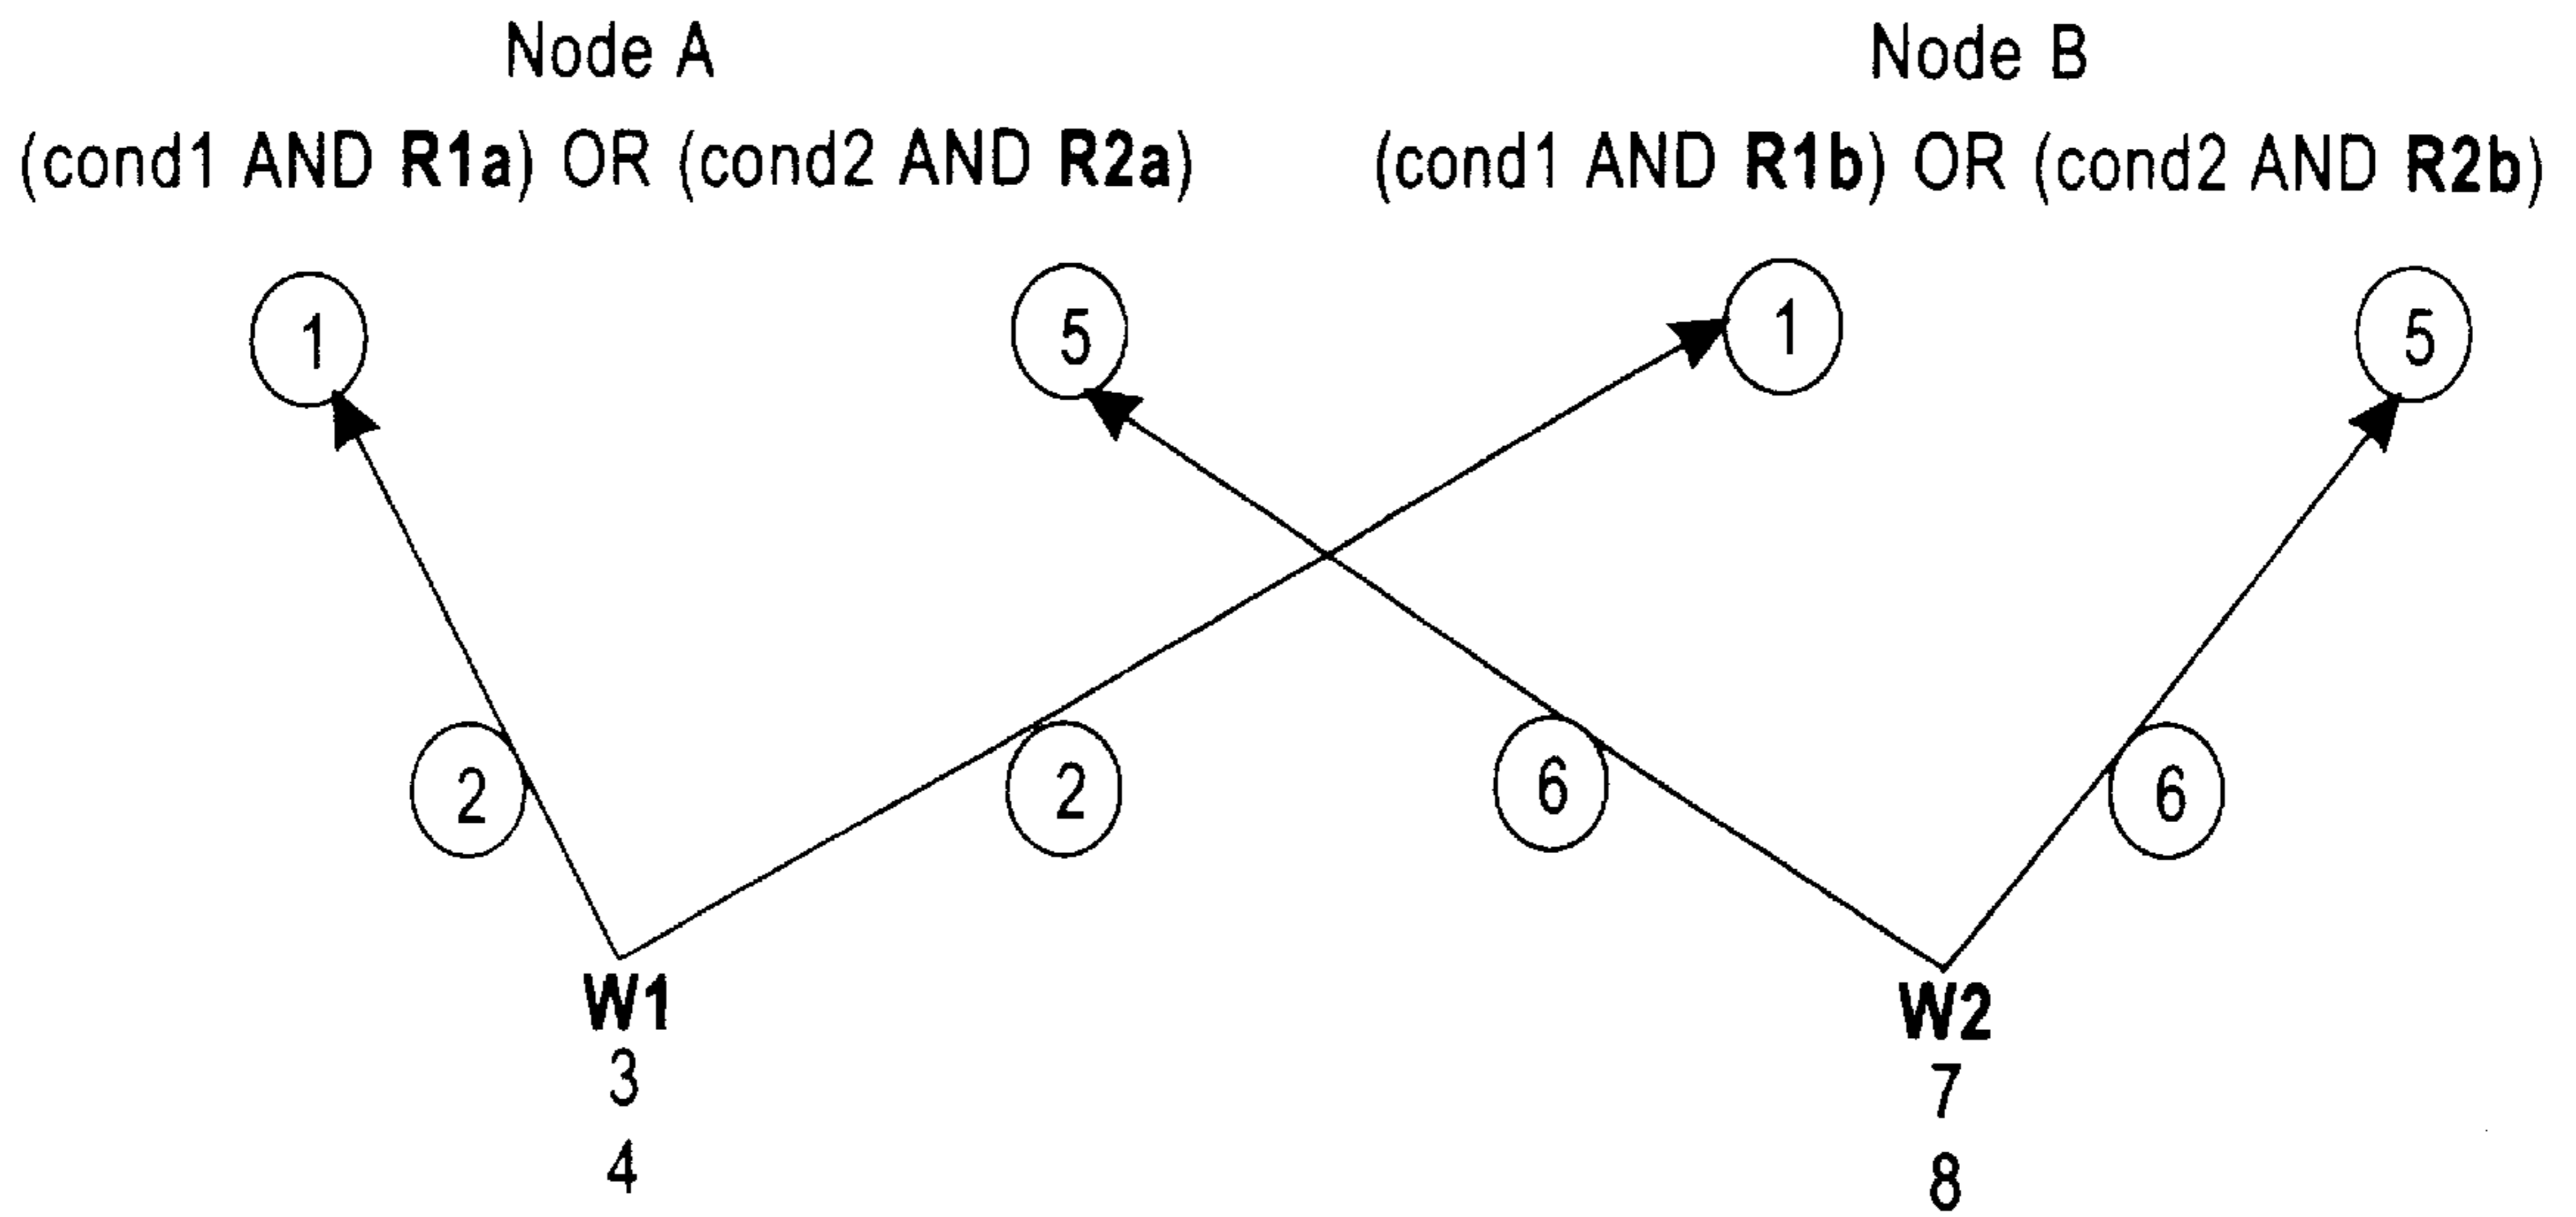 Node A Node B
(cond1 AND R1a) OR (cond2 AND R2a) (cond1 AND R1b) OR (cond2 AND R2b)
1 5 1 5
2 2 6 6
W1 W2
3 7
4 8